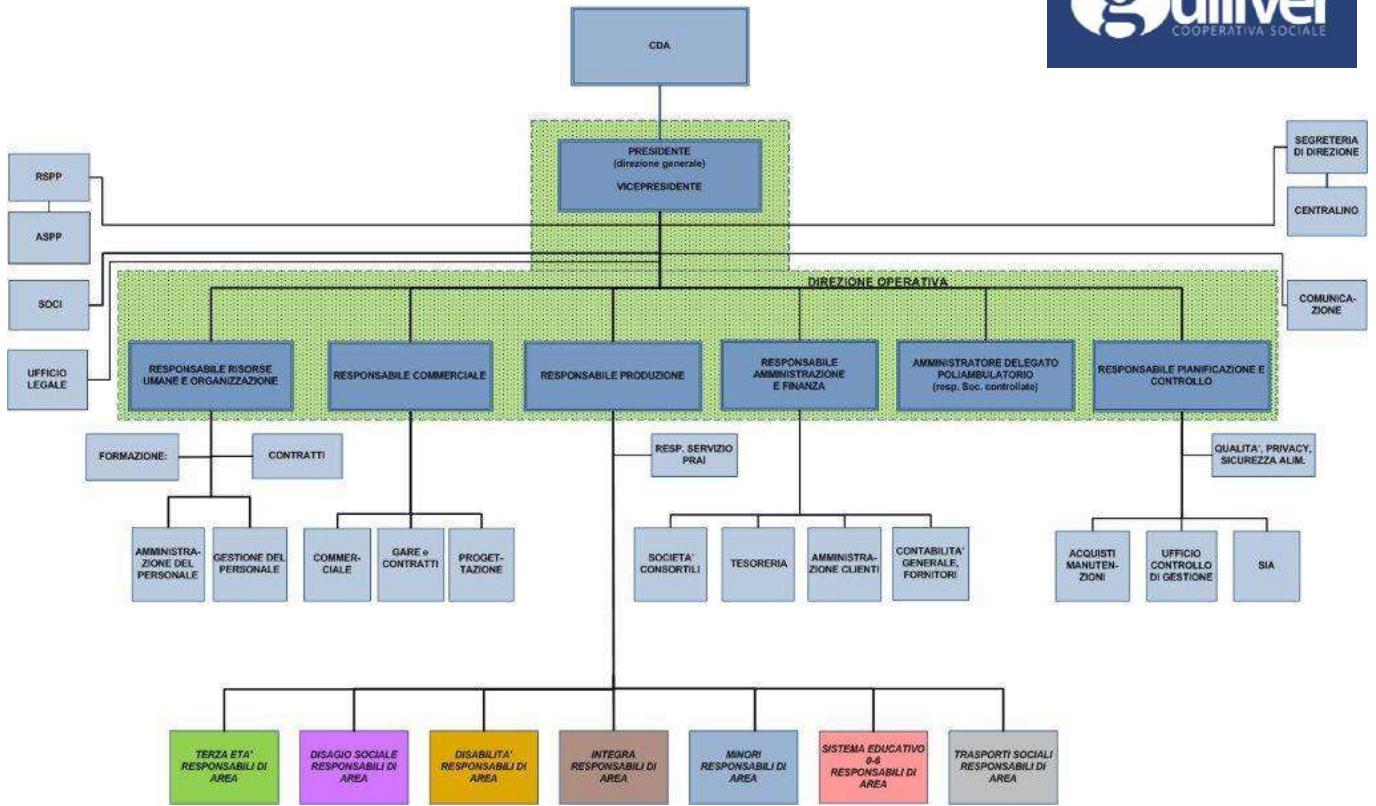 gulliver
COOPERATIVA SOCIALE
CDA
PRESIDENTE
(direzione generale)
VICEPRESIDENTE
SEGRETERIA
DI DIREZIONE
RSPP
CENTRALINO
ASPP
DIREZIONE OPERATIVA
SOCI
COMUNICA-
ZIONE
UFFICIO
LEGALE
RESPONSABILE RISORSE
UMANE E ORGANIZZAZIONE
RESPONSABILE COMMERCIALE
RESPONSABILE PRODUZIONE
RESPONSABILE
AMMINISTRAZIONE
E FINANZA
AMMINISTRATORE DELEGATO
POLIAMBULATORIO
(resp. Soc. controllate)
RESPONSABILE PIANIFICAZIONE E
CONTROLLO
FORMAZIONE:
CONTRATTI
RESP. SERVIZIO
PRAI
QUALITA', PRIVACY,
SICUREZZA ALIM.
AMMINISTRA-
ZIONE DEL
PERSONALE
GESTIONE DEL
PERSONALE
COMMER-
CIALE
GARE e
CONTRATTI
PROGET-
TAZIONE
SOCIETA'
CONSORTILI
TESORERIA
AMMINISTRA-
ZIONE CLIENTI
CONTABILITA'
GENERALE,
FORNITORI
ACQUISTI
MANUTEN-
ZIONI
UFFICIO
CONTROLLO
DI GESTIONE
SIA
TERZA ETA'
RESPONSABILI DI
AREA
DISAGIO SOCIALE
RESPONSABILI DI
AREA
DISABILITA'
RESPONSABILI DI
AREA
INTEGRA
RESPONSABILI DI
AREA
MINORI
RESPONSABILI DI
AREA
SISTEMA EDUCATIVO
0-6
RESPONSABILI DI
AREA
TRASPORTI SOCIALI
RESPONSABILI DI
AREA